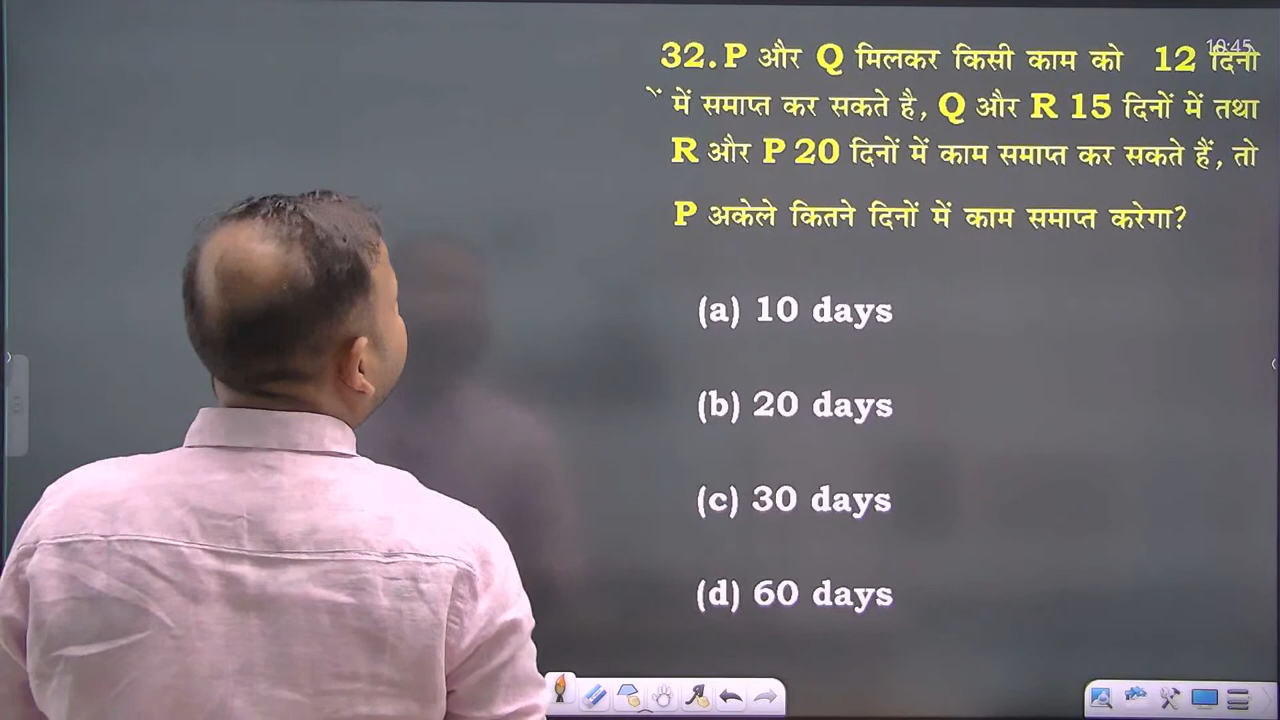 10:45
32. P और Q मिलकर किसी काम को 12 दिनों
में समाप्त कर सकते है, Q और R 15 दिनों में तथा
R और P 20 दिनों में काम समाप्त कर सकते हैं, तो
P अकेले कितने दिनों में काम समाप्त करेगा?
(a) 10 days
(b) 20 days
(c) 30 days
(d) 60 days